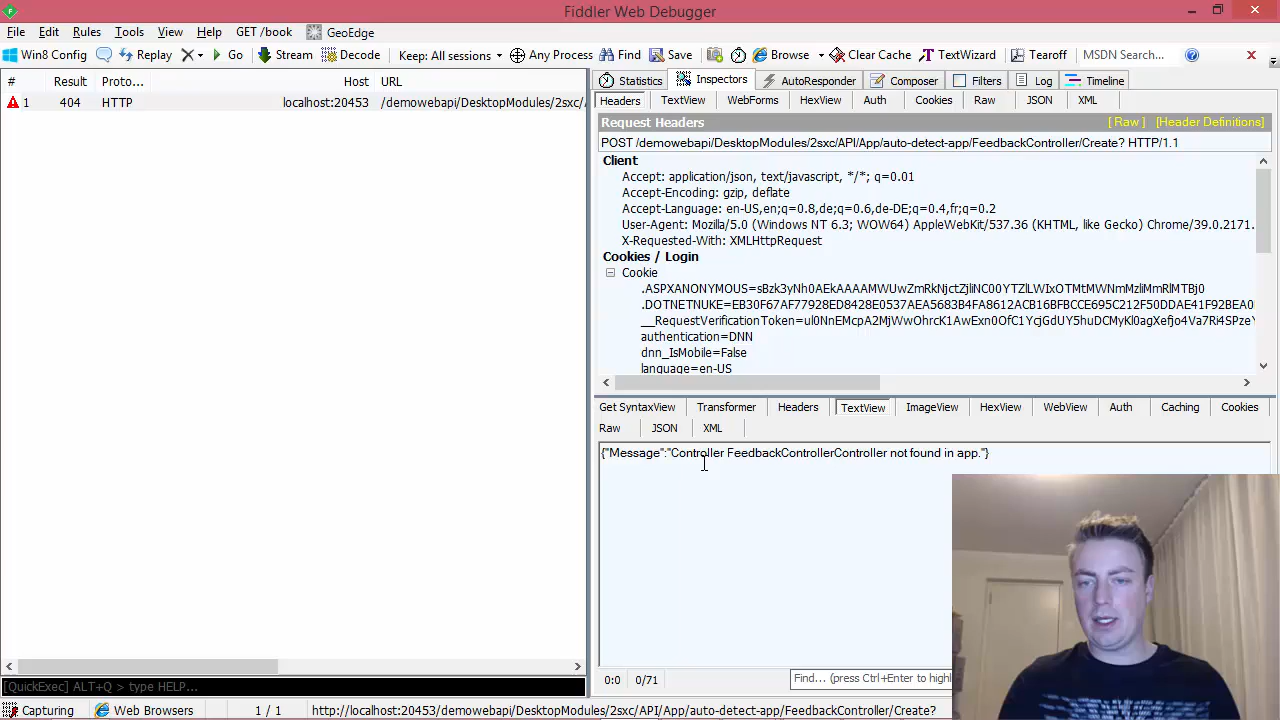 Fiddler Web Debugger
File Edit Rules Tools View Help GET /book GeoEdge
Win8 Config Replay Go Stream Decode Keep: All sessions Any Process Find Save Browse Clear Cache TextWizard Tearoff MSDN Search...
# Result Proto... Host URL
1 404 HTTP localhost:20453 /demowebapi/DesktopModules/2sxc/
Statistics Inspectors AutoResponder Composer Filters Log Timeline
Headers TextView WebForms HexView Auth Cookies Raw JSON XML
Request Headers [ Raw ] [Header Definitions]
POST /demowebapi/DesktopModules/2sxc/API/App/auto-detect-app/FeedbackController/Create? HTTP/1.1
Client
Accept: application/json, text/javascript, */*; q=0.01
Accept-Encoding: gzip, deflate
Accept-Language: en-US,en;q=0.8,de;q=0.6,de-DE;q=0.4,fr;q=0.2
User-Agent: Mozilla/5.0 (Windows NT 6.3; WOW64) AppleWebKit/537.36 (KHTML, like Gecko) Chrome/39.0.2171.
X-Requested-With: XMLHttpRequest
Cookies / Login
Cookie
.ASPXANONYMOUS=sBzk3yNh0AEkAAAAMWUwZmRkNjctZjliNC00YTZlLWIxOTMtMWNmMzliMmRlMTBj0
.DOTNETNUKE=EB30F67AF77928ED8428E0537AEA5683B4FA8612ACB16BFBCCE695C212F50DDAE41F92BEA0
__RequestVerificationToken=ul0NnEMcpA2MjWwOhrcK1AwExn0OfC1YcjGdUY5huDCMyKl0agXefjo4Va7Ri4SPzeY
authentication=DNN
dnn_IsMobile=False
language=en-US
Get SyntaxView Transformer Headers TextView ImageView HexView WebView Auth Caching Cookies
Raw JSON XML
{"Message":"Controller FeedbackControllerController not found in app."}
0:0 0/71 Find... (press Ctrl+Enter to highl
[QuickExec] ALT+Q > type HELP...
Capturing Web Browsers 1 / 1 http://localhost:20453/demowebapi/DesktopModules/2sxc/API/App/auto-detect-app/FeedbackController/Create?